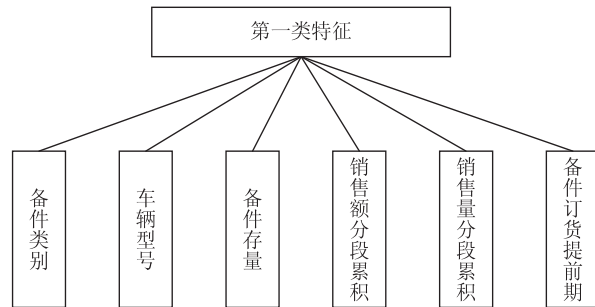 第一类特征
备件类别
车辆型号
备件存量
销售额分段累积
销售量分段累积
备件订货提前期